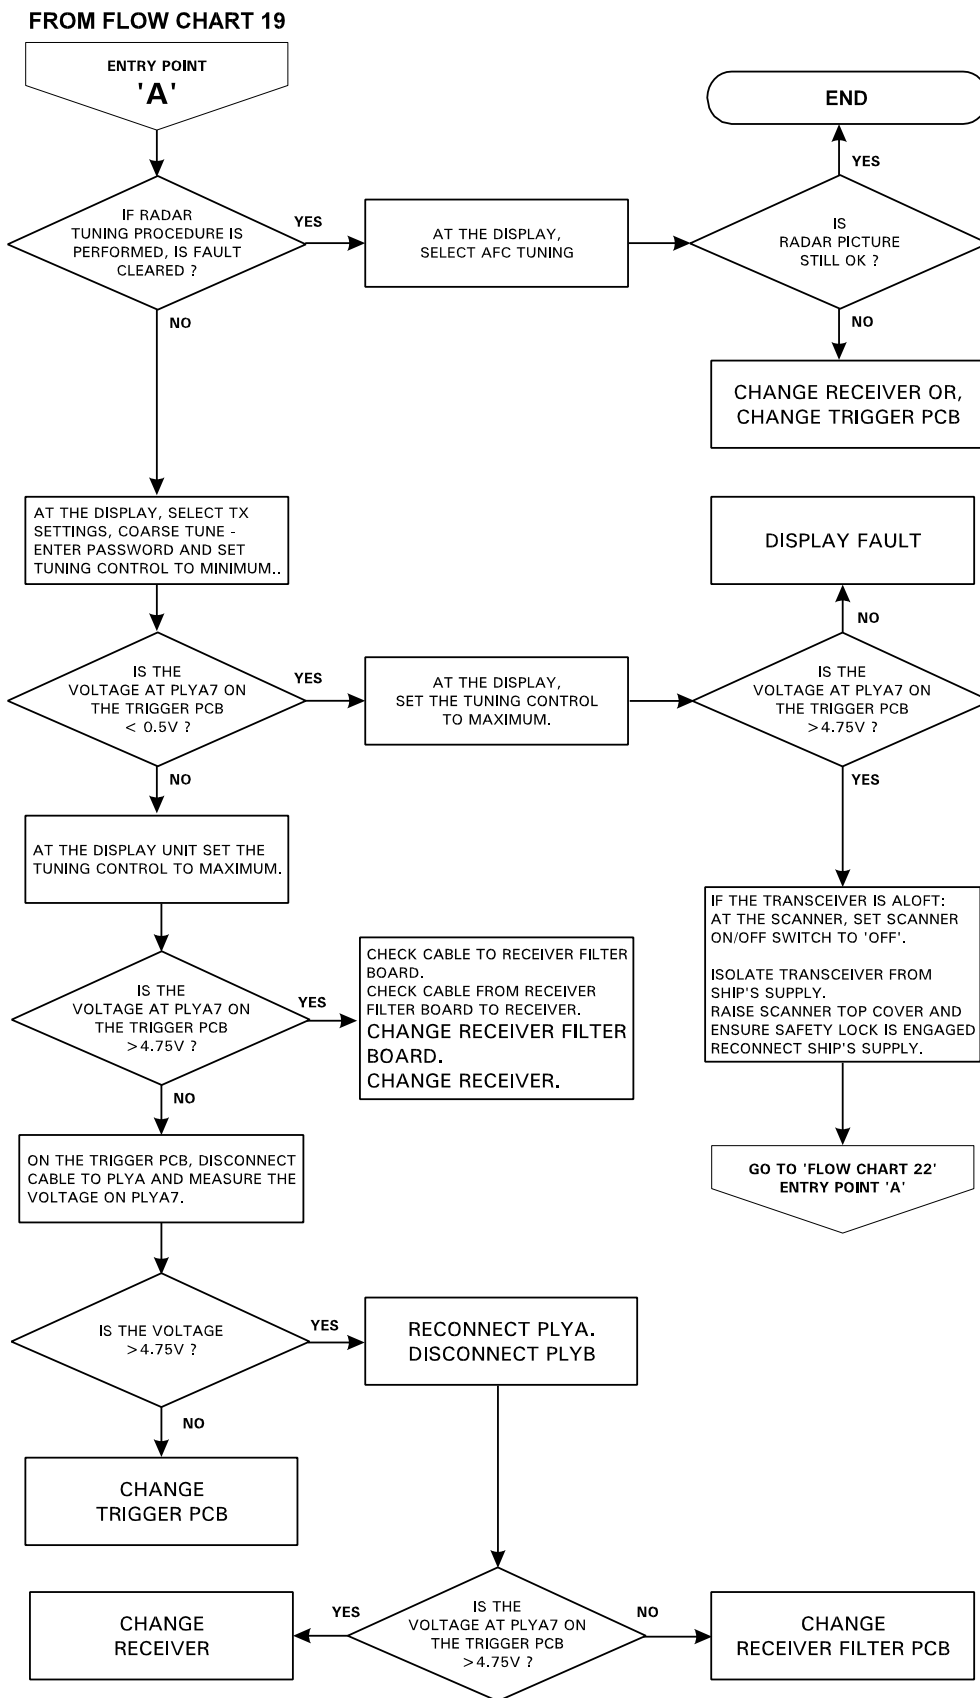 FROM FLOW CHART 19
ENTRY POINT
'A'
END
YES
IF RADAR
TUNING PROCEDURE IS
PERFORMED, IS FAULT
CLEARED ?
YES
AT THE DISPLAY,
SELECT AFC TUNING
IS
RADAR PICTURE
STILL OK ?
NO
NO
CHANGE RECEIVER OR,
CHANGE TRIGGER PCB
AT THE DISPLAY, SELECT TX
SETTINGS, COARSE TUNE -
ENTER PASSWORD AND SET
TUNING CONTROL TO MINIMUM..
DISPLAY FAULT
NO
IS THE
VOLTAGE AT PLYA7 ON
THE TRIGGER PCB
< 0.5V ?
YES
AT THE DISPLAY,
SET THE TUNING CONTROL
TO MAXIMUM.
IS THE
VOLTAGE AT PLYA7 ON
THE TRIGGER PCB
>4.75V ?
NO
YES
AT THE DISPLAY UNIT SET THE
TUNING CONTROL TO MAXIMUM.
IF THE TRANSCEIVER IS ALOFT:
AT THE SCANNER, SET SCANNER
ON/OFF SWITCH TO 'OFF'.
ISOLATE TRANSCEIVER FROM
SHIP'S SUPPLY.
RAISE SCANNER TOP COVER AND
ENSURE SAFETY LOCK IS ENGAGED
RECONNECT SHIP'S SUPPLY.
IS THE
VOLTAGE AT PLYA7 ON
THE TRIGGER PCB
>4.75V ?
YES
CHECK CABLE TO RECEIVER FILTER
BOARD.
CHECK CABLE FROM RECEIVER
FILTER BOARD TO RECEIVER.
CHANGE RECEIVER FILTER
BOARD.
CHANGE RECEIVER.
NO
ON THE TRIGGER PCB, DISCONNECT
CABLE TO PLYA AND MEASURE THE
VOLTAGE ON PLYA7.
GO TO 'FLOW CHART 22'
ENTRY POINT 'A'
IS THE VOLTAGE
>4.75V ?
YES
RECONNECT PLYA.
DISCONNECT PLYB
NO
CHANGE
TRIGGER PCB
CHANGE
RECEIVER
YES
IS THE
VOLTAGE AT PLYA7 ON
THE TRIGGER PCB
>4.75V ?
NO
CHANGE
RECEIVER FILTER PCB